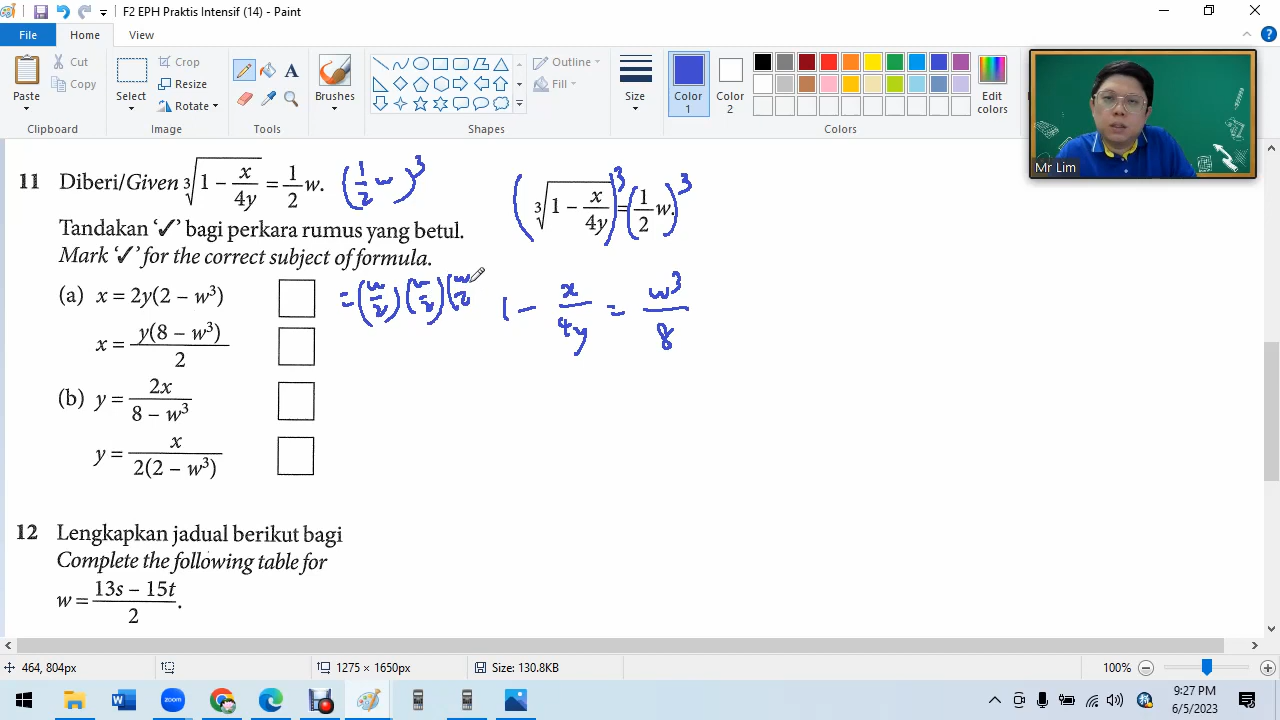 F2 EPH Praktis Intensif (14) - Paint
File Home View
Paste Cut Copy Clipboard
Select Crop Resize Rotate Image
Tools
Brushes
Shapes Outline Fill
Size
Color 1 Color 2 Edit colors Colors
Mr Lim
11 Diberi/Given ∛(1 − x/4y) = 1/2 w. (1/2 w)³
(∛(1 − x/4y))³ = (1/2 w.)³
Tandakan ‘✓’ bagi perkara rumus yang betul.
Mark ‘✓’ for the correct subject of formula.
(a) x = 2y(2 − w³)
= (w/2)(w/2)(w/2
1 − x/4y = w³/8
x = y(8 − w³)/2
(b) y = 2x/(8 − w³)
y = x/2(2 − w³)
12 Lengkapkan jadual berikut bagi
Complete the following table for
w = (13s − 15t)/2.
464, 804px
1275 × 1650px
Size: 130.8KB
100%
zoom
9:27 PM
6/5/2023